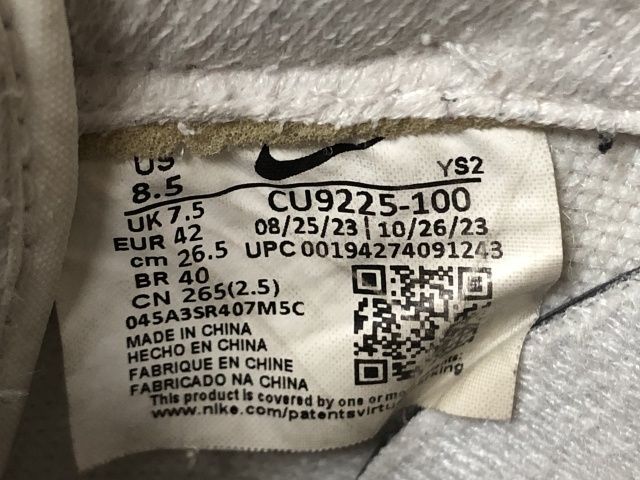 US
8.5
YS2
CU9225-100
UK 7.5
08/25/23 | 10/26/23
EUR 42
UPC 00194274091243
cm 26.5
BR 40
CN 265(2.5)
045A3SR407M5C
MADE IN CHINA
HECHO EN CHINA
FABRIQUE EN CHINE
FABRICADO NA CHINA
This product is covered by one or
www.nike.com/patents